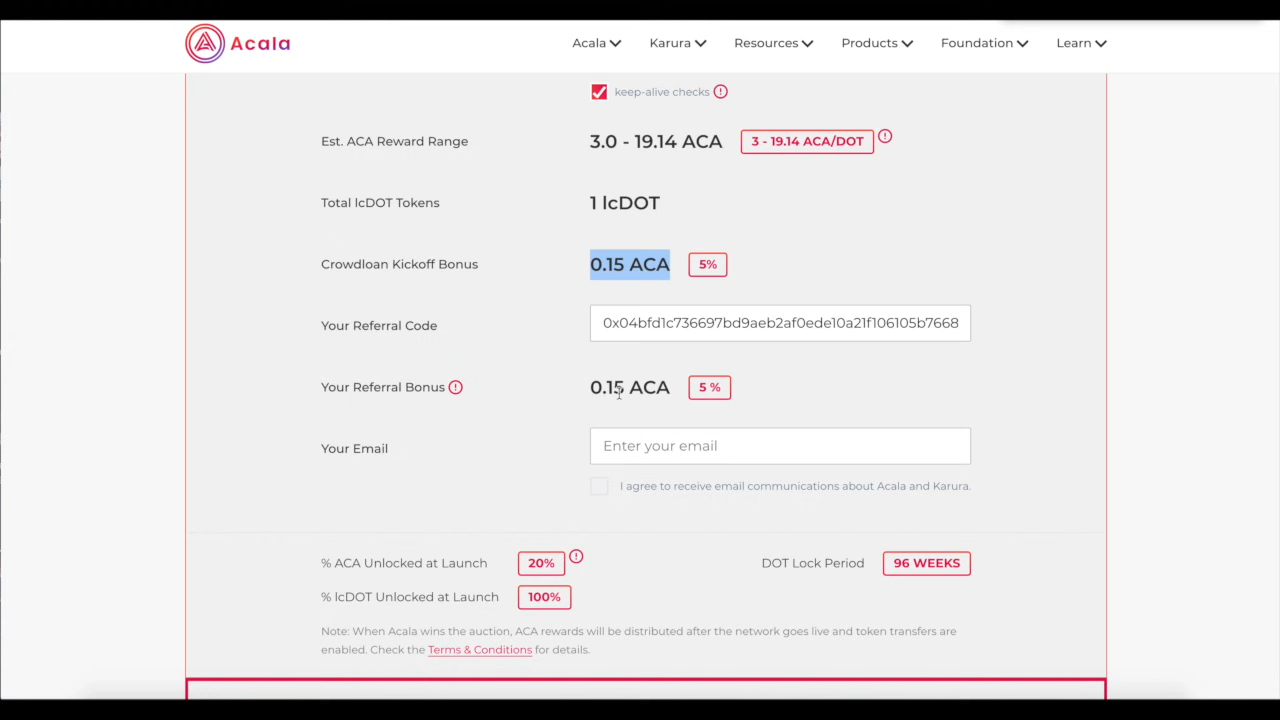 Acala
Acala Karura Resources Products Foundation Learn
keep-alive checks
Est. ACA Reward Range 3.0 - 19.14 ACA 3 - 19.14 ACA/DOT
Total lcDOT Tokens 1 lcDOT
Crowdloan Kickoff Bonus 0.15 ACA 5%
Your Referral Code 0x04bfd1c736697bd9aeb2af0ede10a21f106105b7668
Your Referral Bonus 0.15 ACA 5 %
Your Email Enter your email
I agree to receive email communications about Acala and Karura.
% ACA Unlocked at Launch 20% DOT Lock Period 96 WEEKS
% lcDOT Unlocked at Launch 100%
Note: When Acala wins the auction, ACA rewards will be distributed after the network goes live and token transfers are
enabled. Check the Terms & Conditions for details.